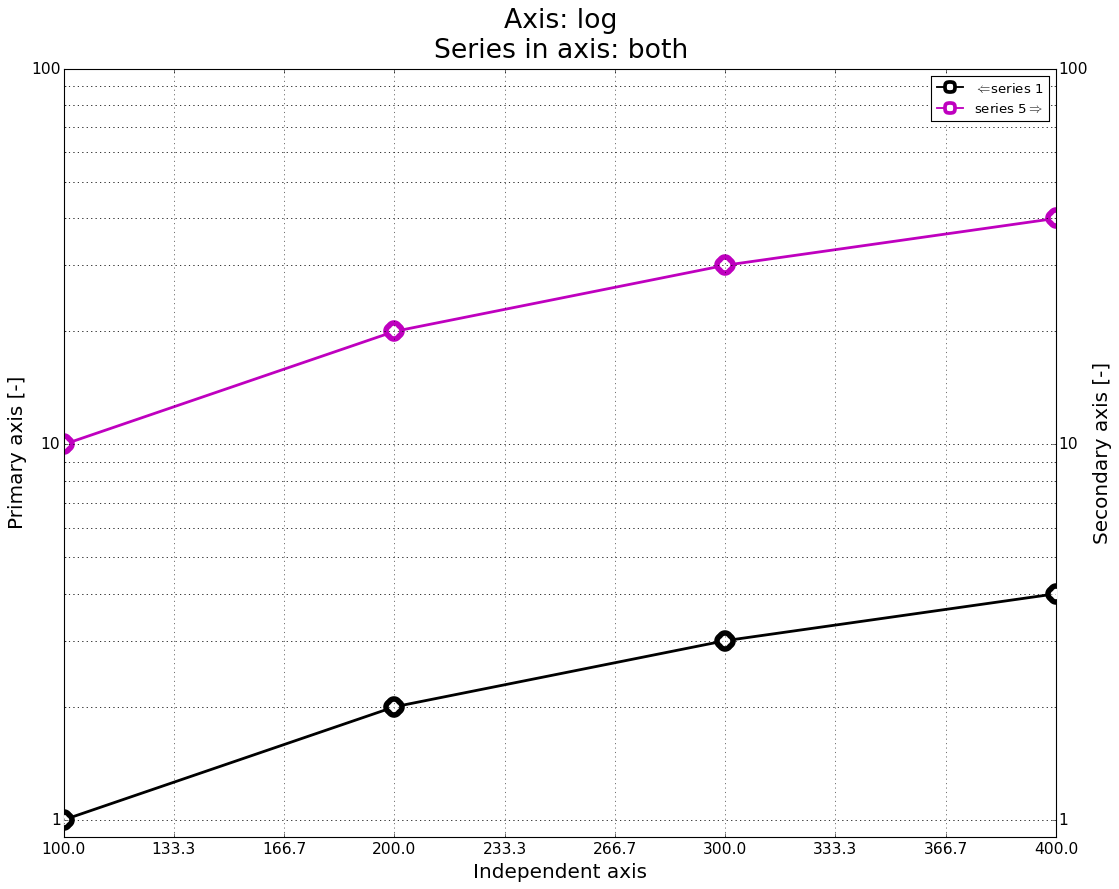 Axis: log
Series in axis: both
100
100
⇐series 1
series 5⇒
10
10
Primary axis [-]
Secondary axis [-]
1
1
100.0 133.3 166.7 200.0 233.3 266.7 300.0 333.3 366.7 400.0
Independent axis